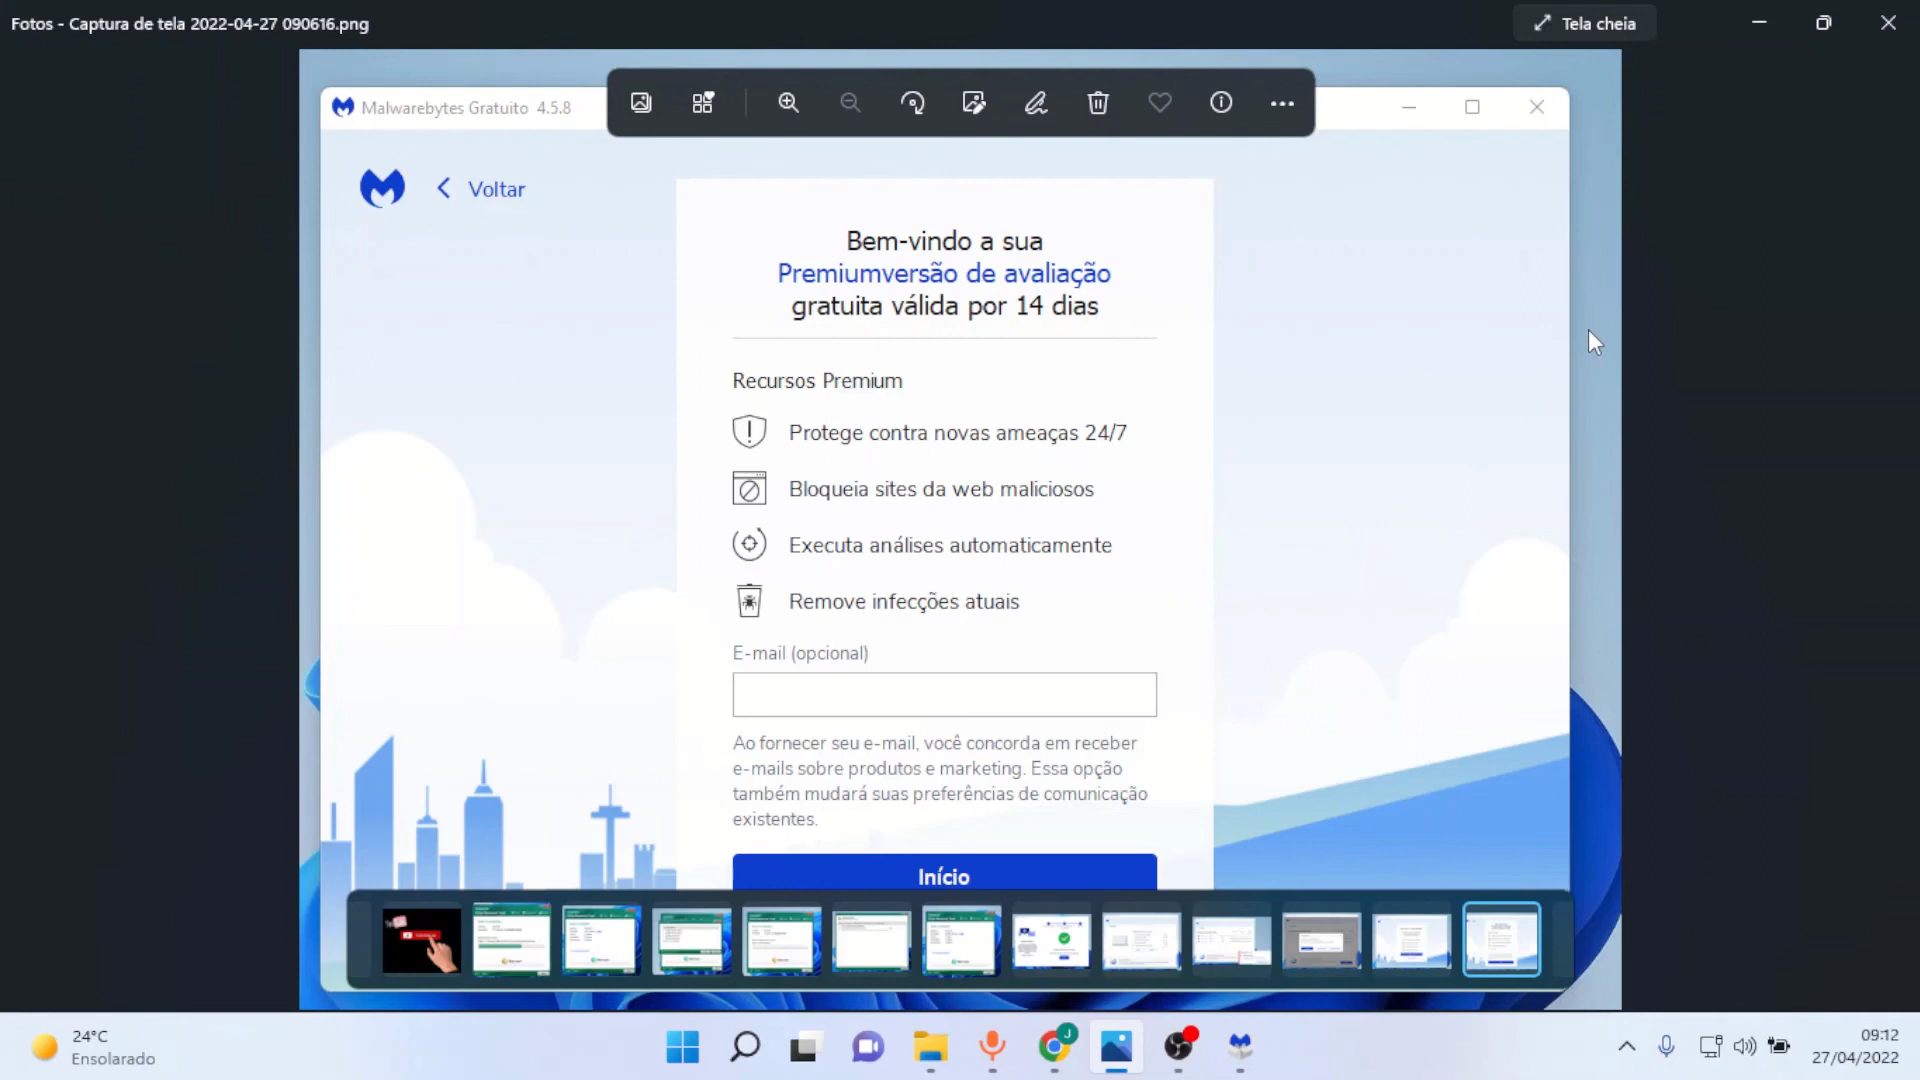 Fotos - Captura de tela 2022-04-27 090616.png
Tela cheia
Malwarebytes Gratuito 4.5.8
Voltar
Bem-vindo a sua
Premiumversão de avaliação
gratuita válida por 14 dias
Recursos Premium
Protege contra novas ameaças 24/7
Bloqueia sites da web maliciosos
Executa análises automaticamente
Remove infecções atuais
E-mail (opcional)
Ao fornecer seu e-mail, você concorda em receber
e-mails sobre produtos e marketing. Essa opção
também mudará suas preferências de comunicação
existentes.
Início
24°C
Ensolarado
J
09:12
27/04/2022